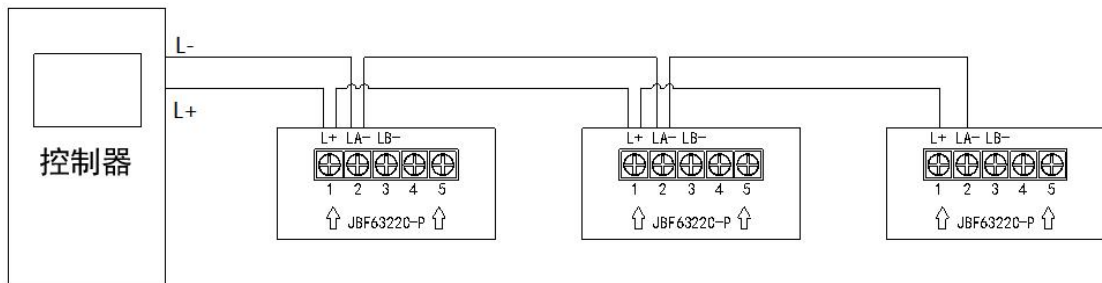 L-
L+
控制器
L+ LA- LB-
1 2 3 4 5
JBF6322C-P
L+ LA- LB-
1 2 3 4 5
JBF6322C-P
L+ LA- LB-
1 2 3 4 5
JBF6322C-P